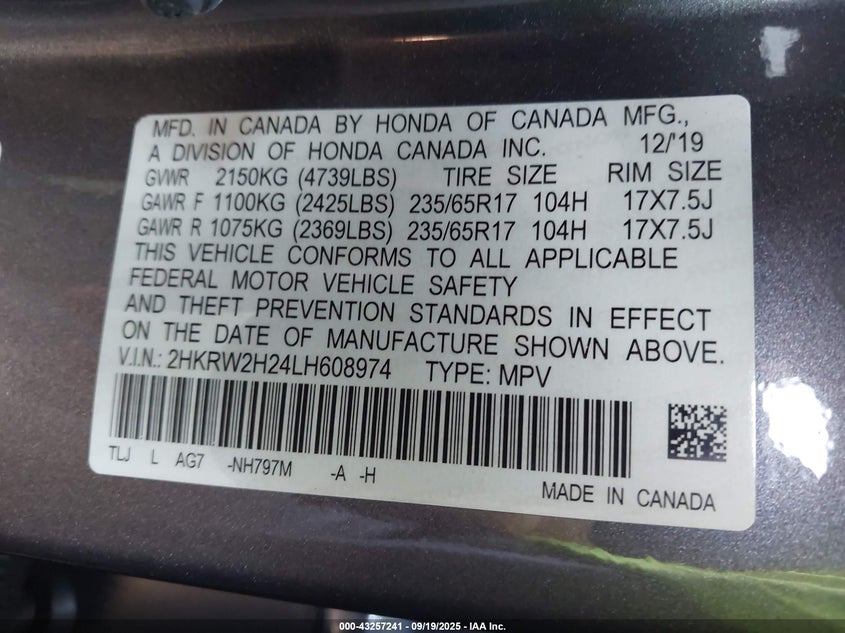 MFD. IN CANADA BY HONDA OF CANADA MFG.,
A DIVISION OF HONDA CANADA INC. 12/'19
GVWR 2150KG (4739LBS) TIRE SIZE RIM SIZE
GAWR F 1100KG (2425LBS) 235/65R17 104H 17X7.5J
GAWR R 1075KG (2369LBS) 235/65R17 104H 17X7.5J
THIS VEHICLE CONFORMS TO ALL APPLICABLE
FEDERAL MOTOR VEHICLE SAFETY
AND THEFT PREVENTION STANDARDS IN EFFECT
ON THE DATE OF MANUFACTURE SHOWN ABOVE.
V.I.N.: 2HKRW2H24LH608974 TYPE: MPV
TLJ L AG7 -NH797M -A -H
MADE IN CANADA
000-43257241 - 09/19/2025 - IAA Inc.